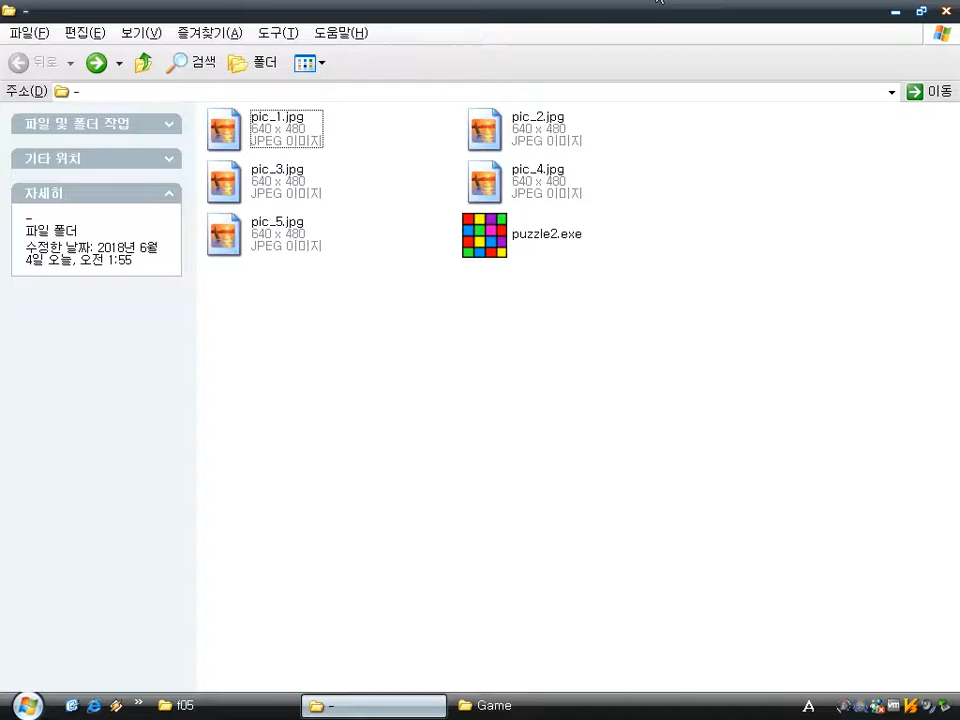 -
파일(F) 편집(E) 보기(V) 즐겨찾기(A) 도구(T) 도움말(H)
뒤로 검색 폴더
주소(D) - 이동
파일 및 폴더 작업
기타 위치
자세히
-
파일 폴더
수정한 날짜: 2018년 6월
4일 오늘, 오전 1:55
pic_1.jpg
640 x 480
JPEG 이미지
pic_2.jpg
640 x 480
JPEG 이미지
pic_3.jpg
640 x 480
JPEG 이미지
pic_4.jpg
640 x 480
JPEG 이미지
pic_5.jpg
640 x 480
JPEG 이미지
puzzle2.exe
» f05 - Game A